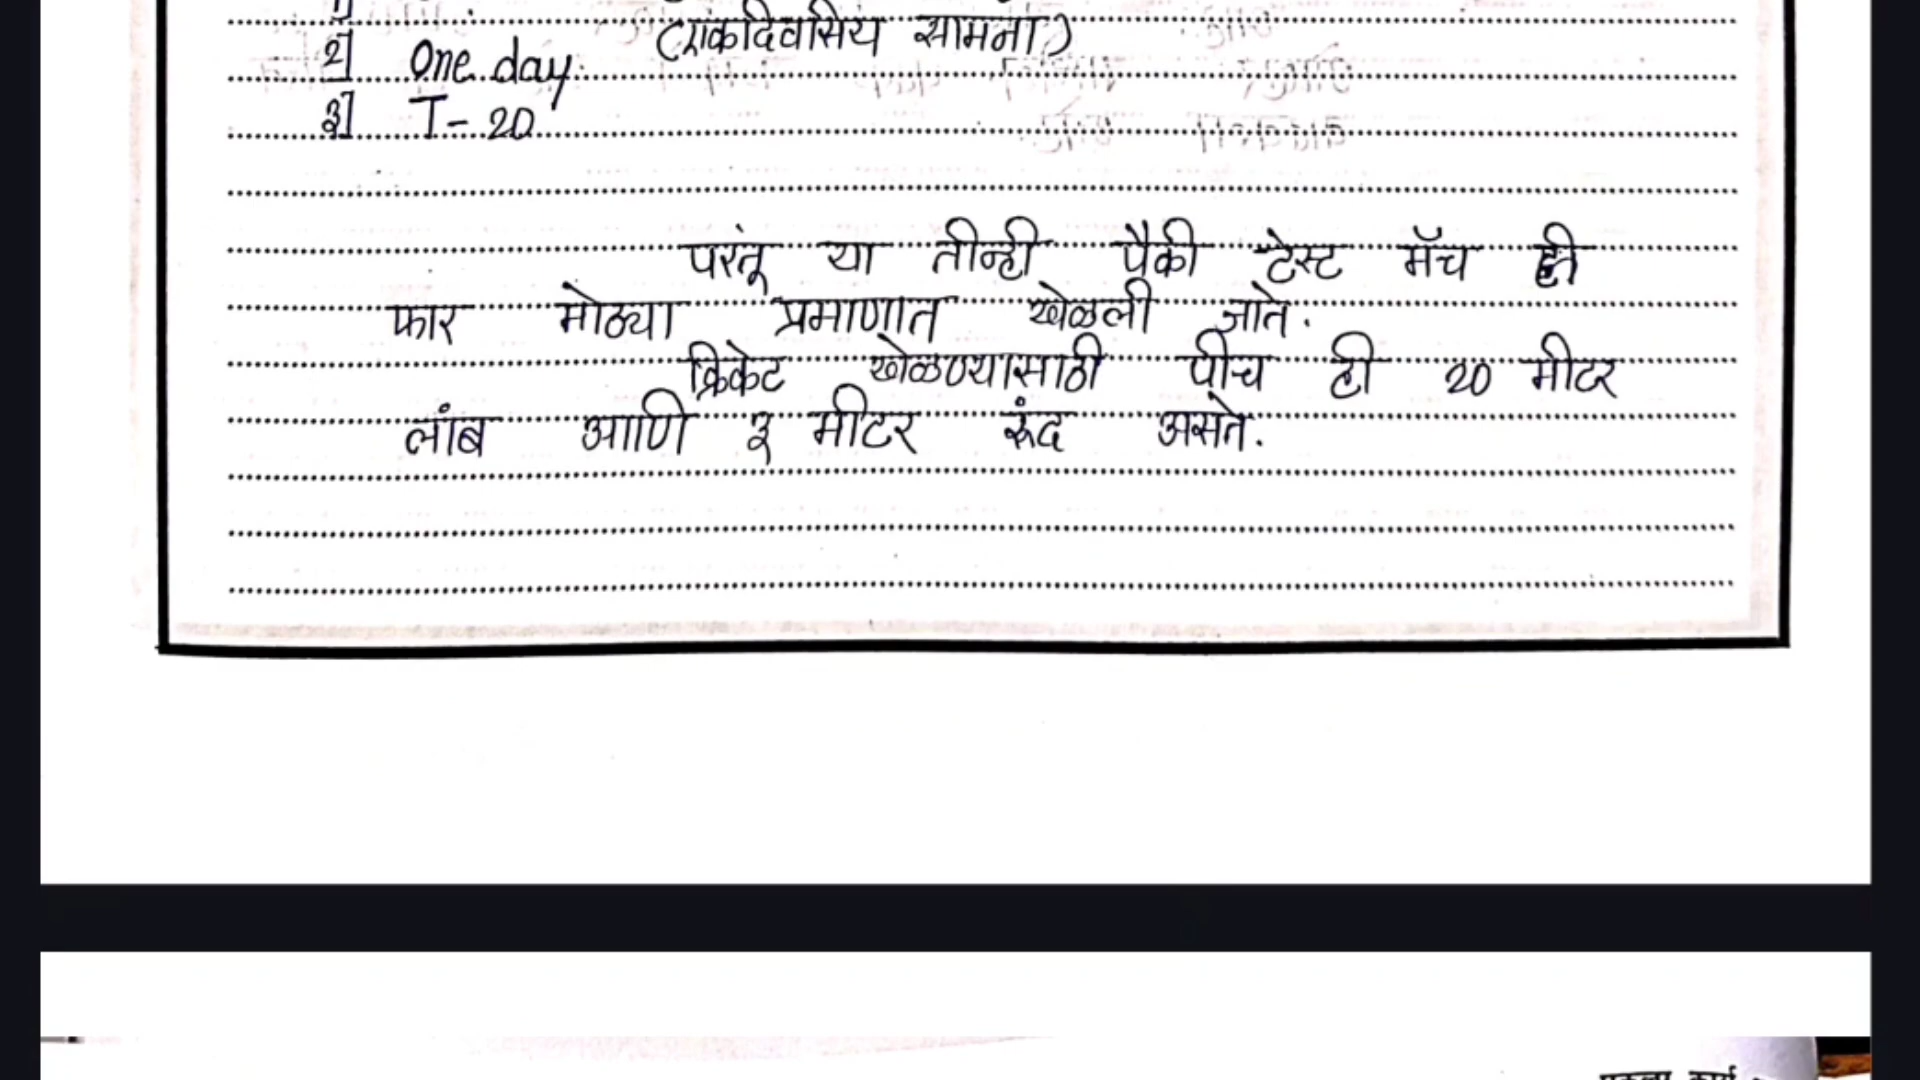 २] One day (एकदिवसिय सामना)
३] T - 20
परंतू या तीन्ही पैकी टेस्ट मॅच ही
फार मोठ्या प्रमाणात खेळली जाते.
क्रिकेट खेळण्यासाठी पीच ही 20 मीटर
लांब आणि ३ मीटर रूंद असते.